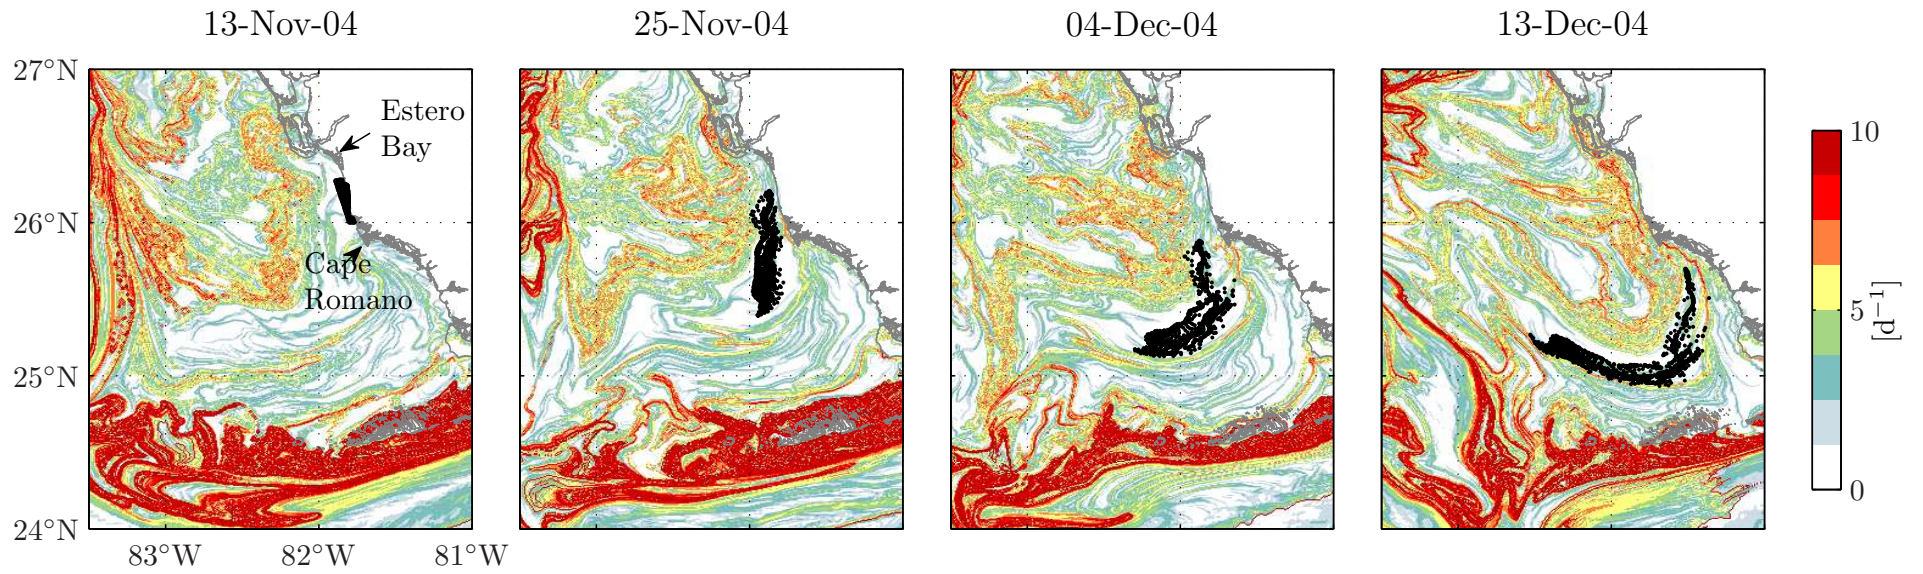 13-Nov-04
25-Nov-04
04-Dec-04
13-Dec-04
27°N
26°N
25°N
24°N
83°W
82°W
81°W
Estero
Bay
Cape
Romano
10
5
0
[d⁻¹]